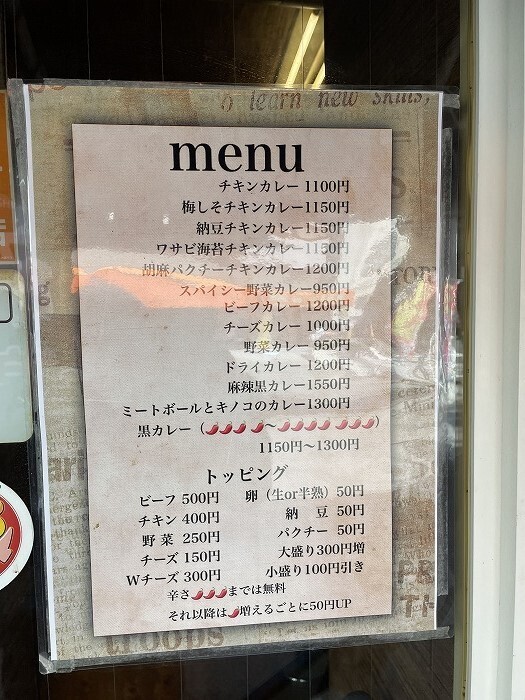 o learn new skills,
menu
チキンカレー 1100円
梅しそチキンカレー1150円
納豆チキンカレー1150円
ワサビ海苔チキンカレー1150円
胡麻パクチーチキンカレー1200円
スパイシー野菜カレー950円
ビーフカレー 1200円
チーズカレー 1000円
野菜カレー 950円
ドライカレー 1200円
麻辣黒カレー1550円
ミートボールとキノコのカレー1300円
黒カレー（🌶🌶🌶🌶〜🌶🌶🌶🌶🌶🌶🌶）
1150円〜1300円
トッピング
ビーフ 500円 卵（生or半熟）50円
チキン 400円 納 豆 50円
野 菜 250円 パクチー 50円
チーズ 150円 大盛り300円増
Wチーズ 300円 小盛り100円引き
辛さ🌶🌶🌶までは無料
それ以降は🌶増えるごとに50円UP
troops